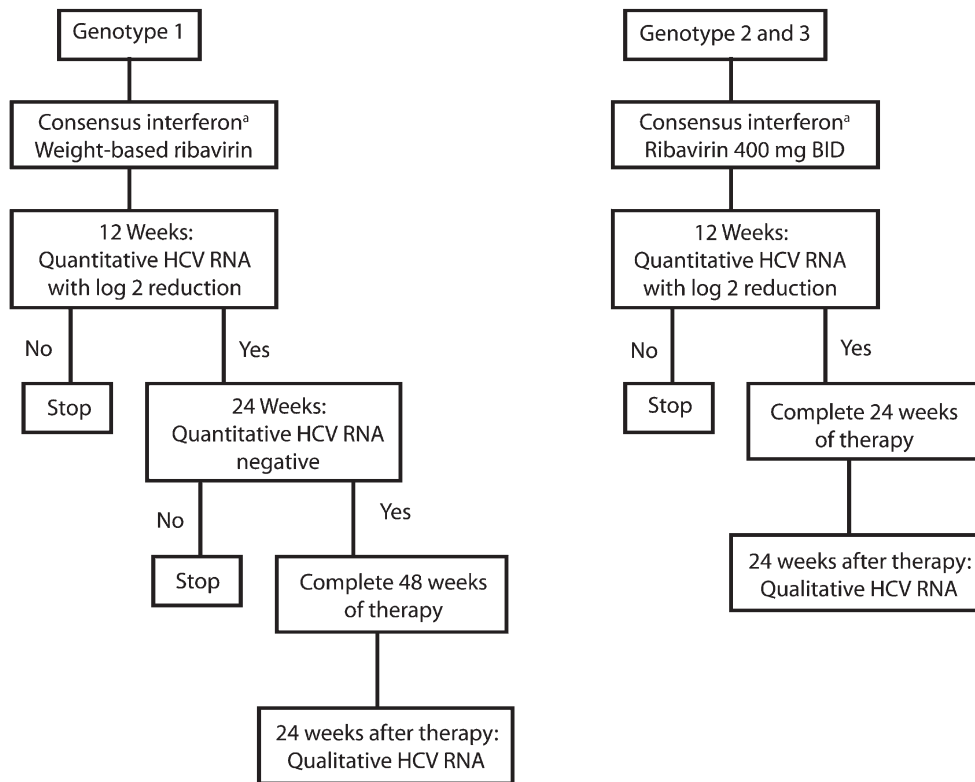 Genotype 1
Consensus interferonᵃ
Weight-based ribavirin
12 Weeks:
Quantitative HCV RNA
with log 2 reduction
No
Yes
Stop
24 Weeks:
Quantitative HCV RNA
negative
No
Yes
Stop
Complete 48 weeks
of therapy
24 weeks after therapy:
Qualitative HCV RNA
Genotype 2 and 3
Consensus interferonᵃ
Ribavirin 400 mg BID
12 Weeks:
Quantitative HCV RNA
with log 2 reduction
No
Yes
Stop
Complete 24 weeks
of therapy
24 weeks after therapy:
Qualitative HCV RNA